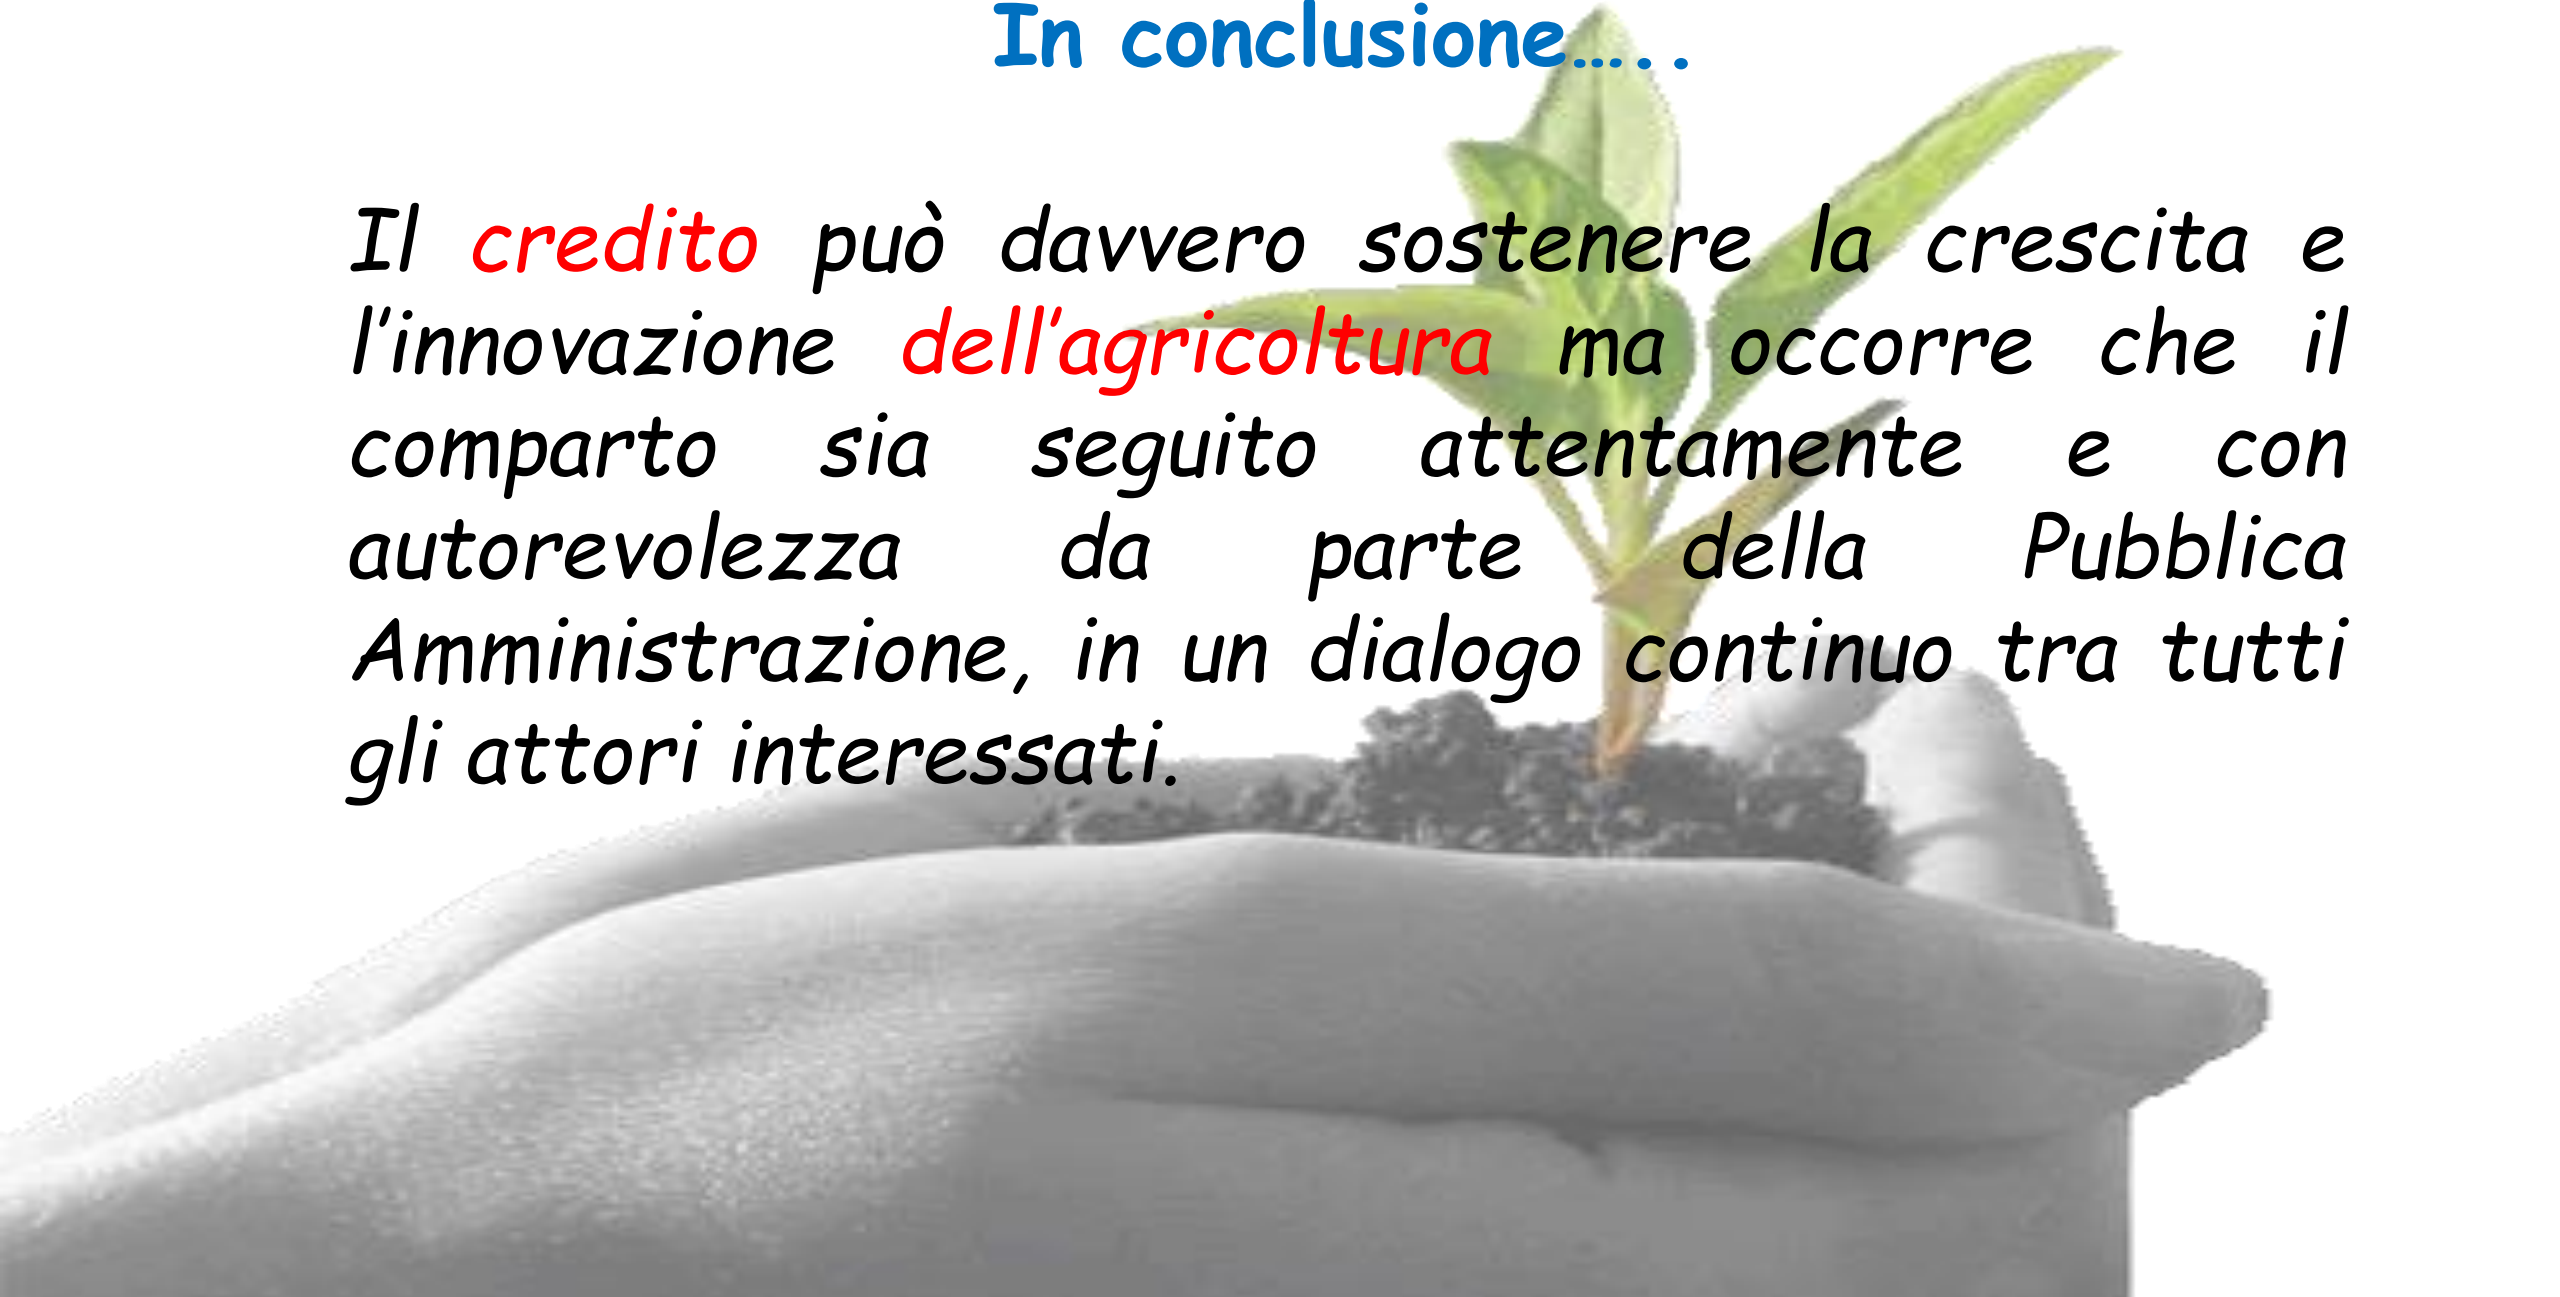 In conclusione…..
Il credito può davvero sostenere la crescita e
l’innovazione dell’agricoltura ma occorre che il
comparto sia seguito attentamente e con
autorevolezza da parte della Pubblica
Amministrazione, in un dialogo continuo tra tutti
gli attori interessati.